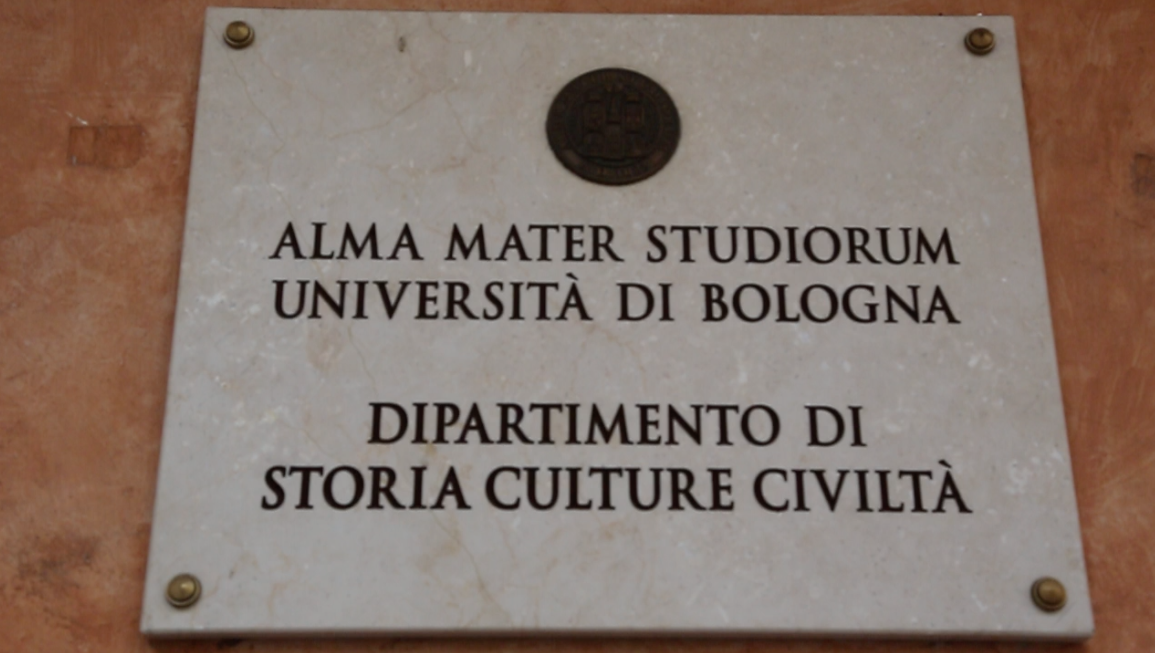 ALMA MATER STUDIORUM
UNIVERSITÀ DI BOLOGNA
DIPARTIMENTO DI
STORIA CULTURE CIVILTÀ